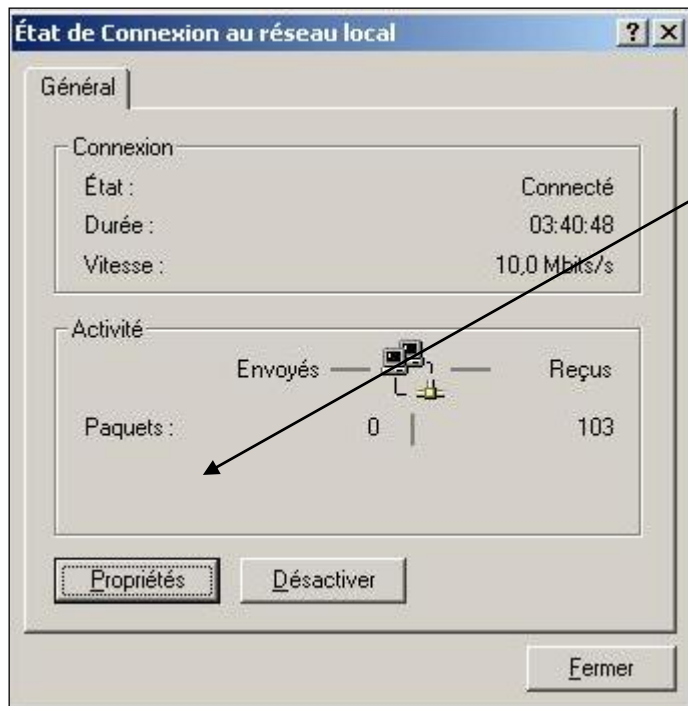 État de Connexion au réseau local
Général
Connexion
État : Connecté
Durée : 03:40:48
Vitesse : 10,0 Mbits/s
Activité
Envoyés Reçus
Paquets : 0 103
Propriétés Désactiver
Fermer